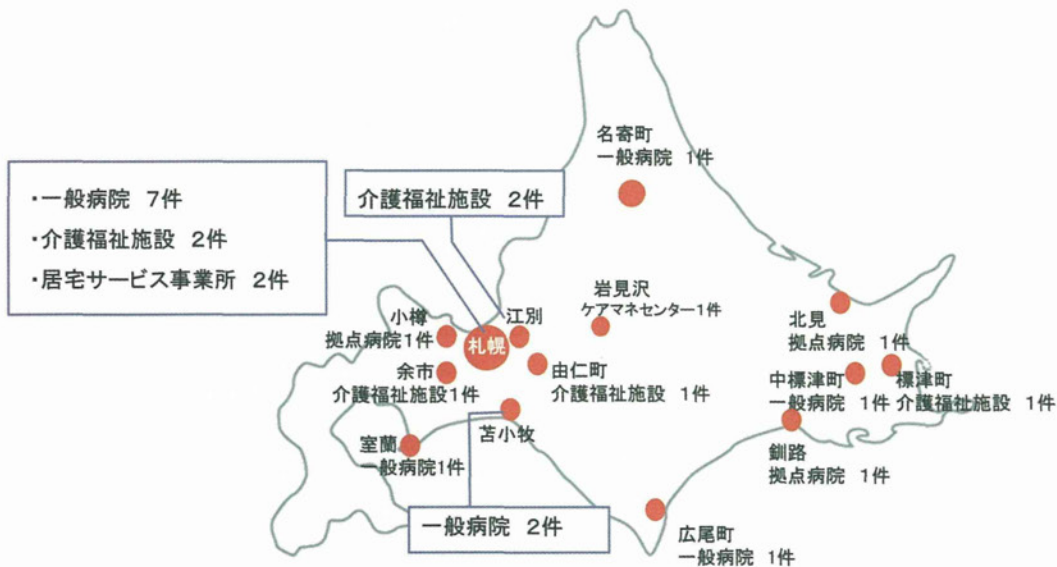 名寄町
一般病院 1件
・一般病院 7件
・介護福祉施設 2件
・居宅サービス事業所 2件
介護福祉施設 2件
岩見沢
ケアマネセンター1件
小樽
拠点病院1件
札幌
江別
北見
拠点病院 1件
余市
介護福祉施設1件
由仁町
介護福祉施設 1件
中標津町
一般病院 1件
標津町
介護福祉施設 1件
苫小牧
室蘭
一般病院1件
釧路
拠点病院 1件
一般病院 2件
広尾町
一般病院 1件